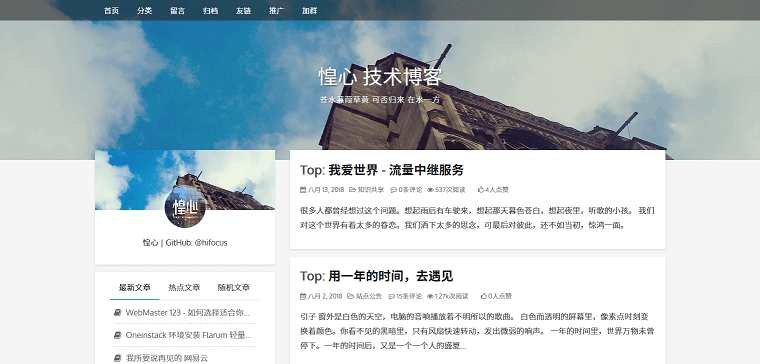 首页 分类 留言 归档 友链 推广 加群
惶心 技术博客
苍水蒹葭草黄 可否归来 在水一方
惶心
惶心 | GitHub: @hifocus
最新文章 热点文章 随机文章
WebMaster 123 - 如何选择适合你...
Oneinstack 环境安装 Flarum 轻量...
我所要说再见的 网易云
Top: 我爱世界 - 流量中继服务
八月 13, 2018 知识共享 0条评论 537次阅读 4人点赞
很多人都曾经想过这个问题。想起雨后有车驶来，想起那天暮色苍白，想起夜里，听歌的小孩。 我们
对这个世界有着太多的眷恋。我们洒下太多的思念，可最后对彼此，还不如当初，惊鸿一面。
Top: 用一年的时间，去遇见
八月 2, 2018 站点公告 15条评论 1.27k次阅读 0人点赞
引子 窗外是白色的天空，电脑的音响播放着不明所以的歌曲。 白色而透明的屏幕里，像素点时刻变
换着颜色。你看不见的黑暗里，只有风扇快速转动，发出微弱的响声。 一年的时间里，世界万物未曾
停下。一年的时间后，又是一个一个人的盛夏....